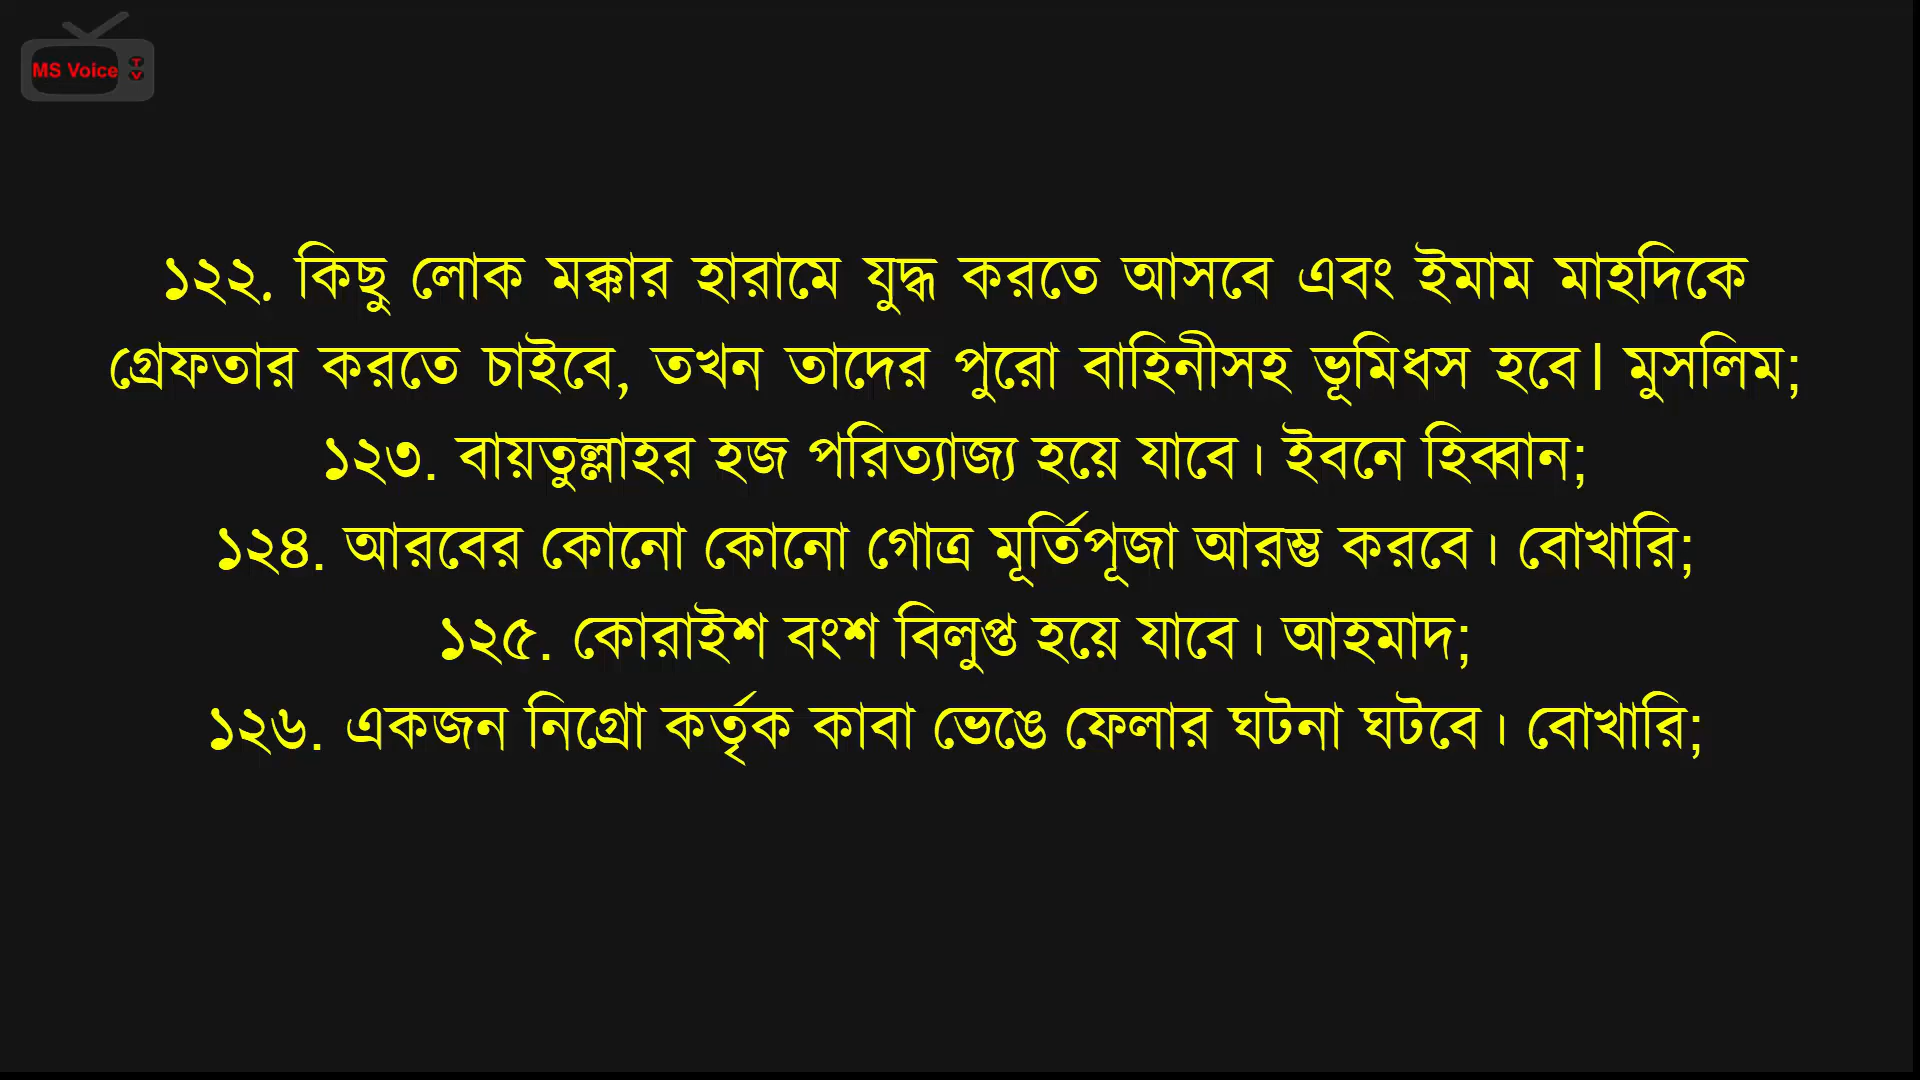 MS Voice TV
১২২. কিছু লোক মক্কার হারামে যুদ্ধ করতে আসবে এবং ইমাম মাহদিকে
গ্রেফতার করতে চাইবে, তখন তাদের পুরো বাহিনীসহ ভূমিধস হবে। মুসলিম;
১২৩. বায়তুল্লাহর হজ পরিত্যাজ্য হয়ে যাবে। ইবনে হিব্বান;
১২৪. আরবের কোনো কোনো গোত্র মূর্তিপূজা আরম্ভ করবে। বোখারি;
১২৫. কোরাইশ বংশ বিলুপ্ত হয়ে যাবে। আহমাদ;
১২৬. একজন নিগ্রো কর্তৃক কাবা ভেঙে ফেলার ঘটনা ঘটবে। বোখারি;